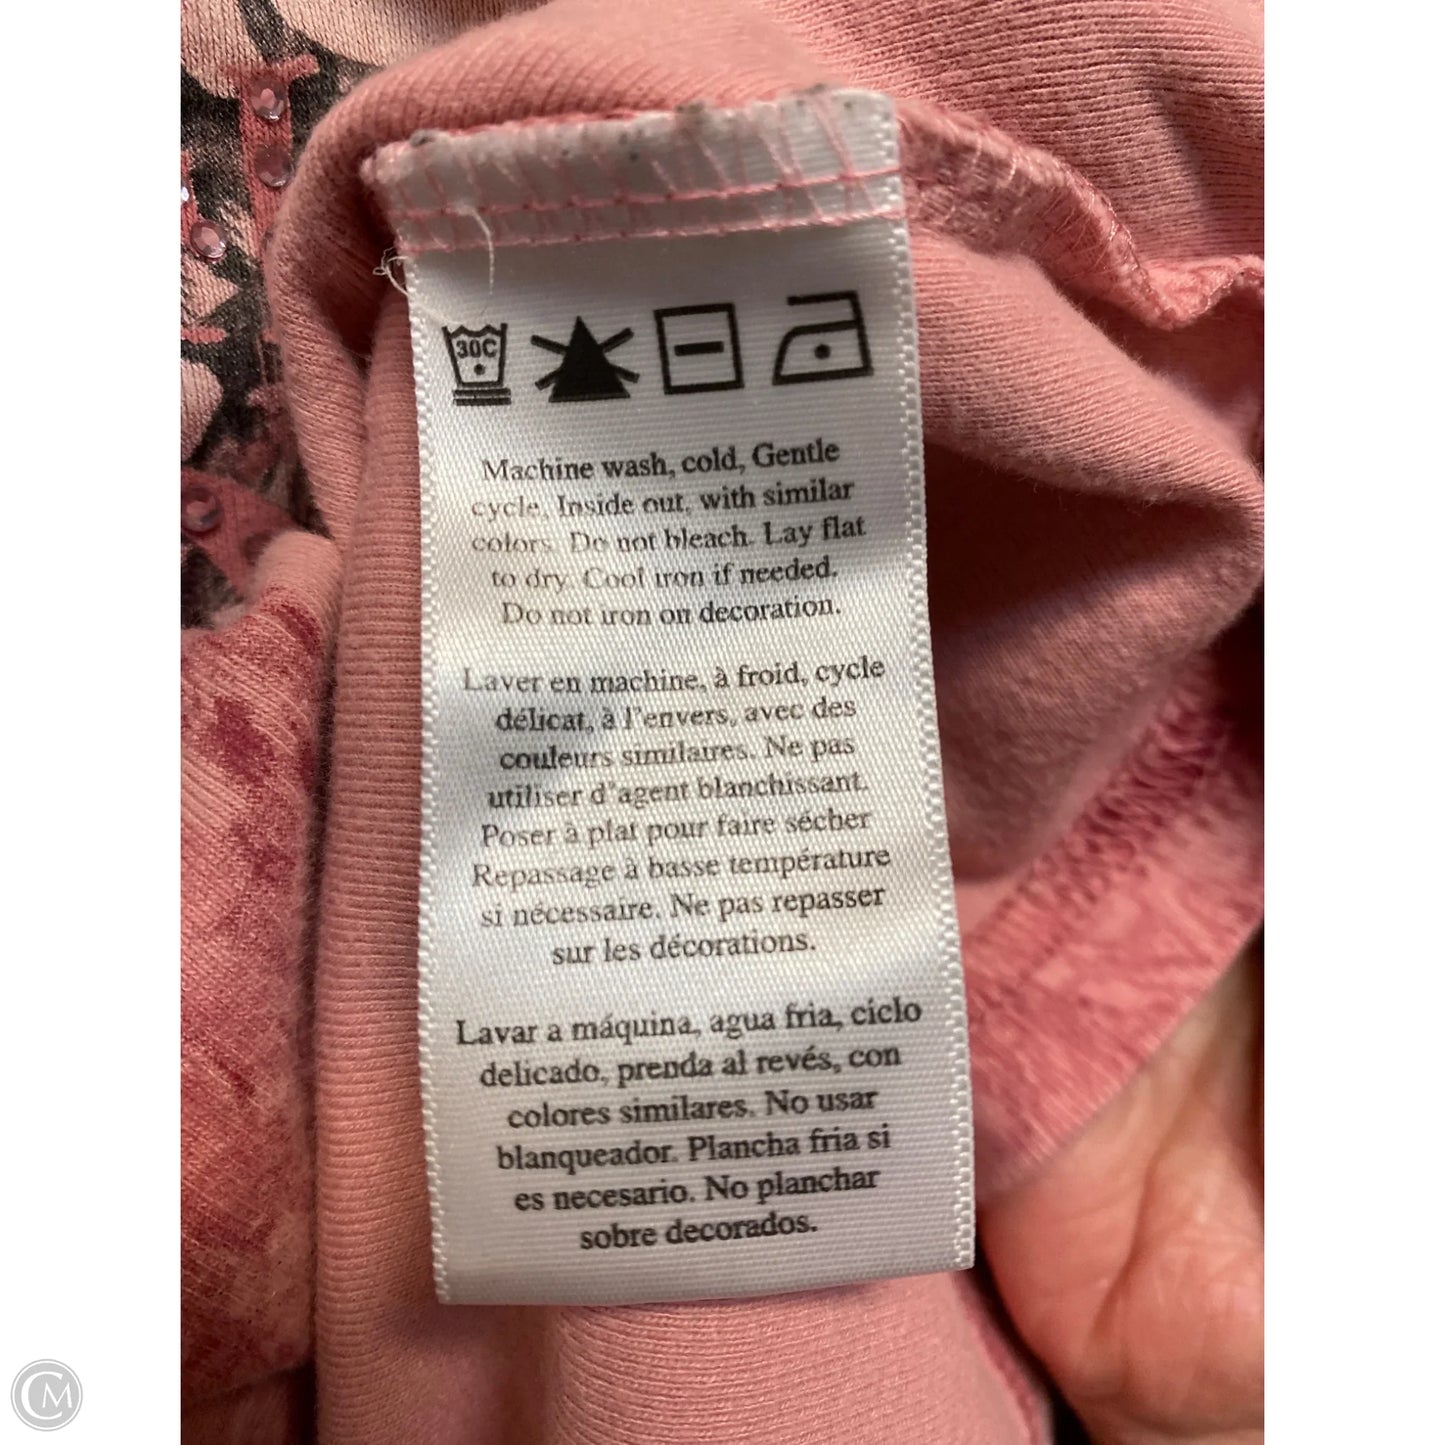 30C
Machine wash, cold, Gentle
cycle, Inside out, with similar
colors. Do not bleach. Lay flat
to dry. Cool iron if needed.
Do not iron on decoration.
Laver en machine, à froid, cycle
délicat, à l'envers, avec des
couleurs similaires. Ne pas
utiliser d'agent blanchissant.
Poser à plat pour faire sécher
Repassage à basse température
si nécessaire. Ne pas repasser
sur les décorations.
Lavar a máquina, agua fria, ciclo
delicado, prenda al revés, con
colores similares. No usar
blanqueador. Plancha fria si
es necesario. No planchar
sobre decorados.
CM